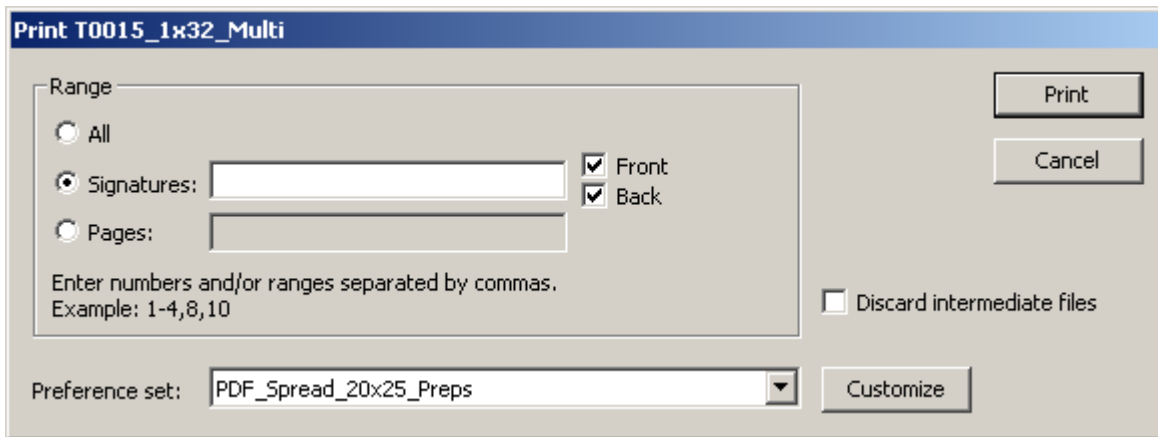 Print T0015_1x32_Multi
Range
All
Signatures:
Front
Back
Pages:
Enter numbers and/or ranges separated by commas.
Example: 1-4,8,10
Print
Cancel
Discard intermediate files
Preference set:
PDF_Spread_20x25_Preps
Customize